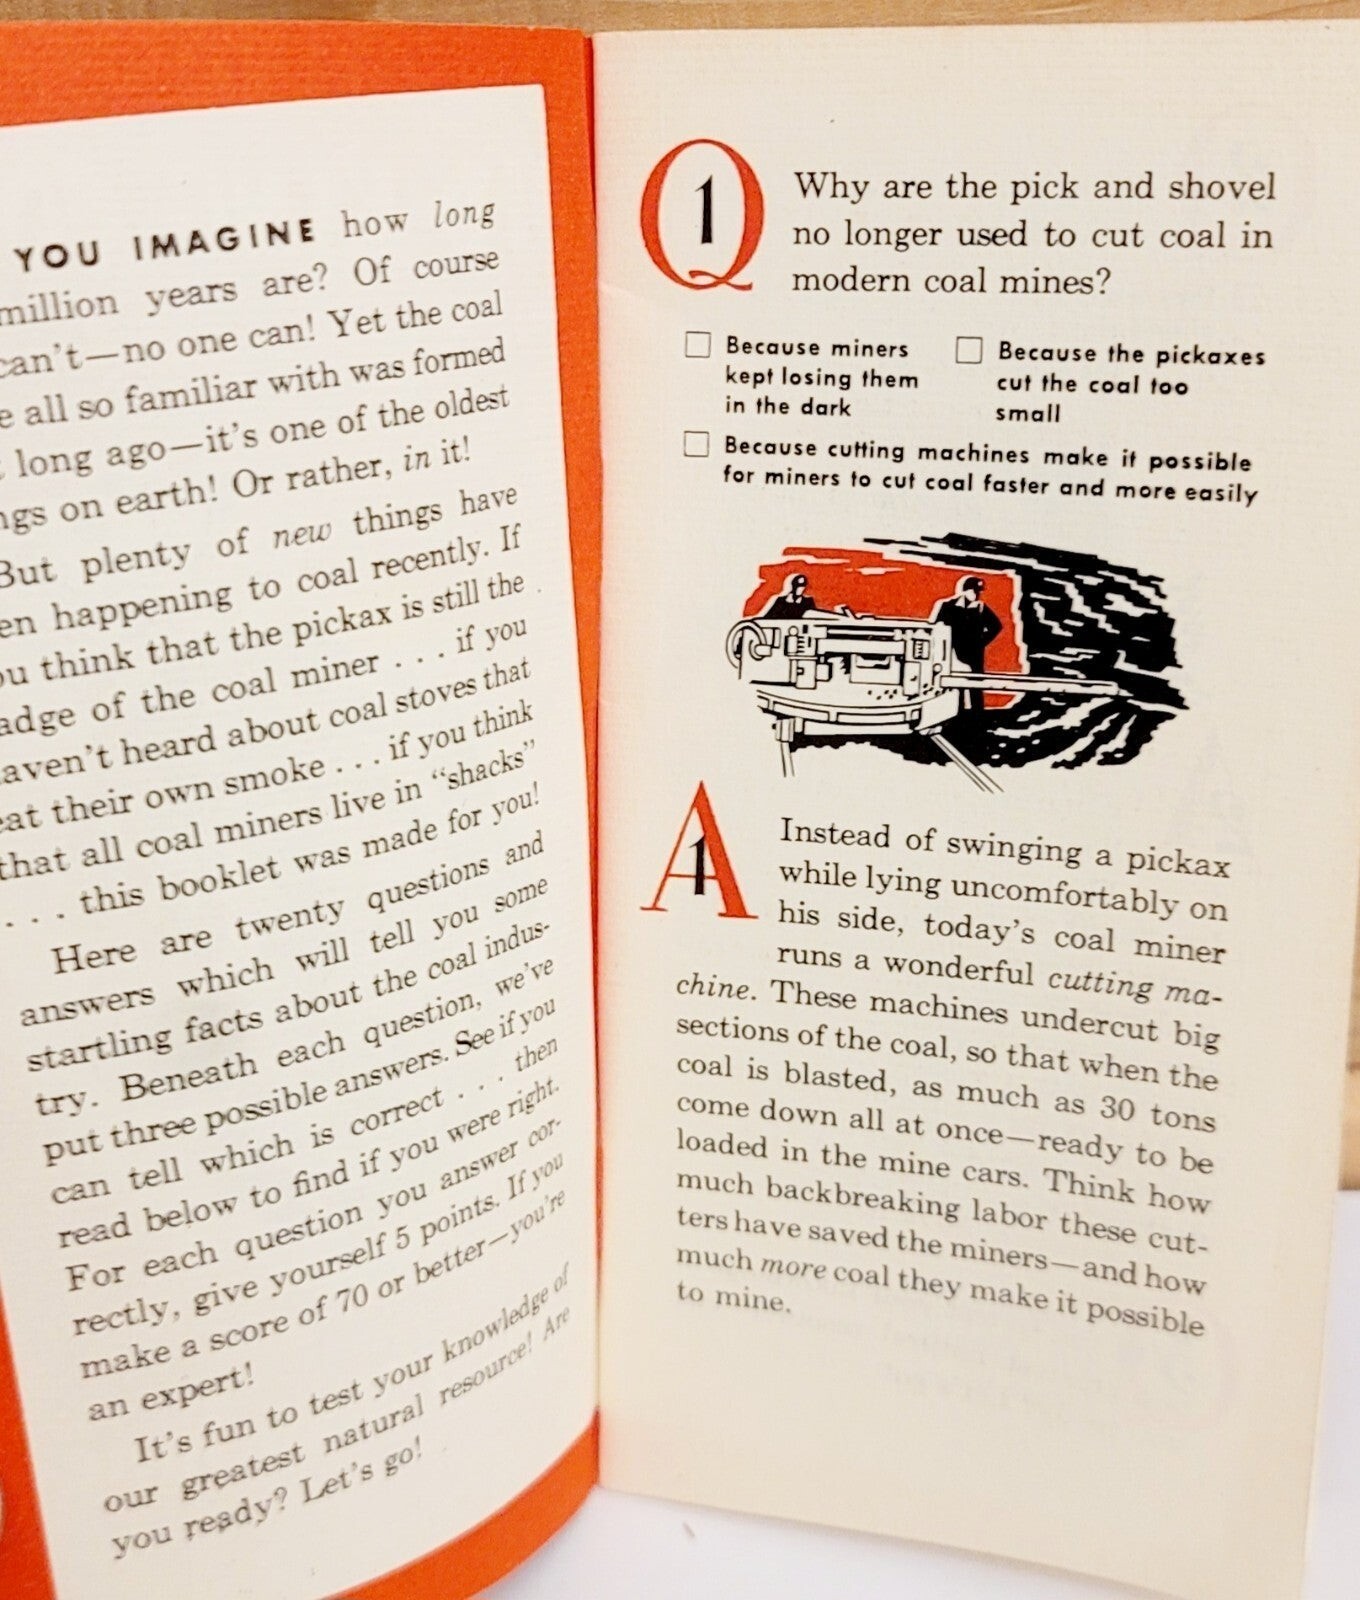 YOU IMAGINE how long
million years are? Of course
can't—no one can! Yet the coal
all so familiar with was formed
long ago—it's one of the oldest
on earth! Or rather, in it!
But plenty of new things have
happening to coal recently. If
think that the pickax is still the
of the coal miner . . . if you
haven't heard about coal stoves that
eat their own smoke . . . if you think
that all coal miners live in “shacks”
. . . this booklet was made for you!
Here are twenty questions and
answers which will tell you some
startling facts about the coal indus-
try. Beneath each question, we've
put three possible answers. See if you
can tell which is correct . . . then
read below to find if you were right.
For each question you answer cor-
rectly, give yourself 5 points. If you
make a score of 70 or better—you're
an expert!
It's fun to test your knowledge of
our greatest natural resource! Are
you ready? Let's go!
Q1
Why are the pick and shovel
no longer used to cut coal in
modern coal mines?
Because miners
kept losing them
in the dark
Because the pickaxes
cut the coal too
small
Because cutting machines make it possible
for miners to cut coal faster and more easily
A1
Instead of swinging a pickax
while lying uncomfortably on
his side, today's coal miner
runs a wonderful cutting ma-
chine. These machines undercut big
sections of the coal, so that when the
coal is blasted, as much as 30 tons
come down all at once—ready to be
loaded in the mine cars. Think how
much backbreaking labor these cut-
ters have saved the miners—and how
much more coal they make it possible
to mine.